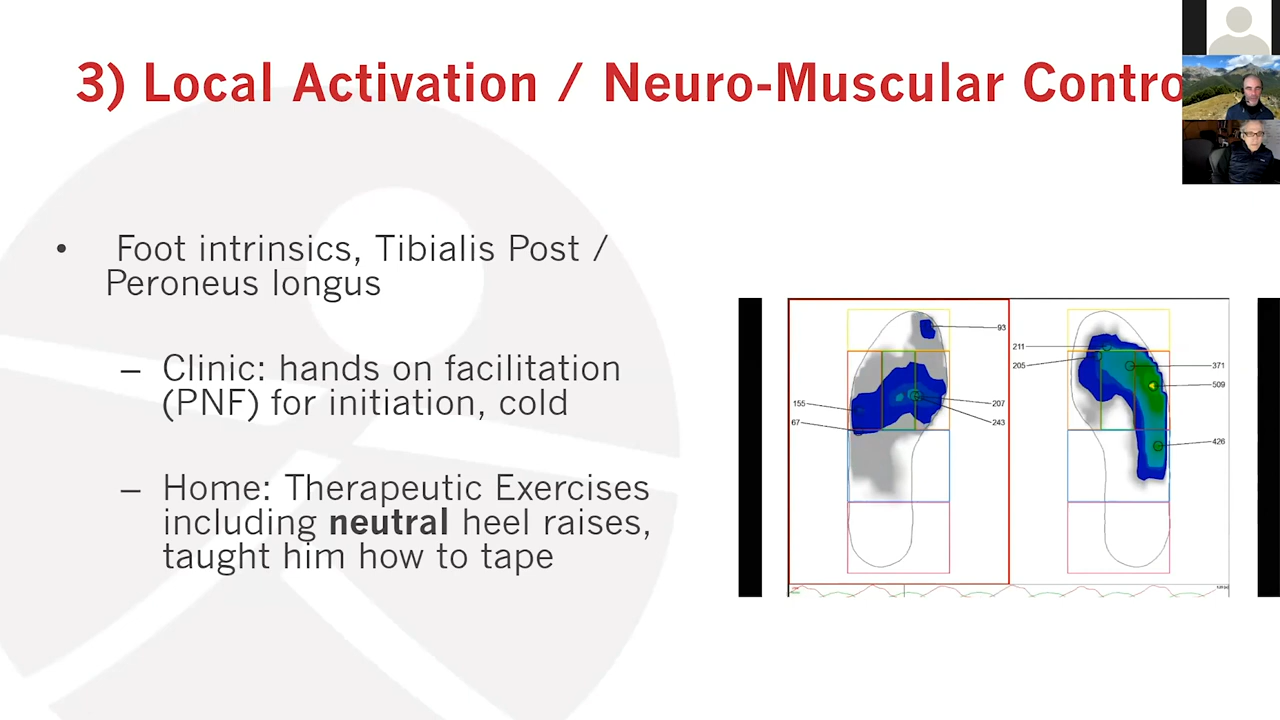 3) Local Activation / Neuro-Muscular Contro
• Foot intrinsics, Tibialis Post /
Peroneus longus
– Clinic: hands on facilitation
(PNF) for initiation, cold
– Home: Therapeutic Exercises
including neutral heel raises,
taught him how to tape
93
155
67
207
243
211
205
371
509
426